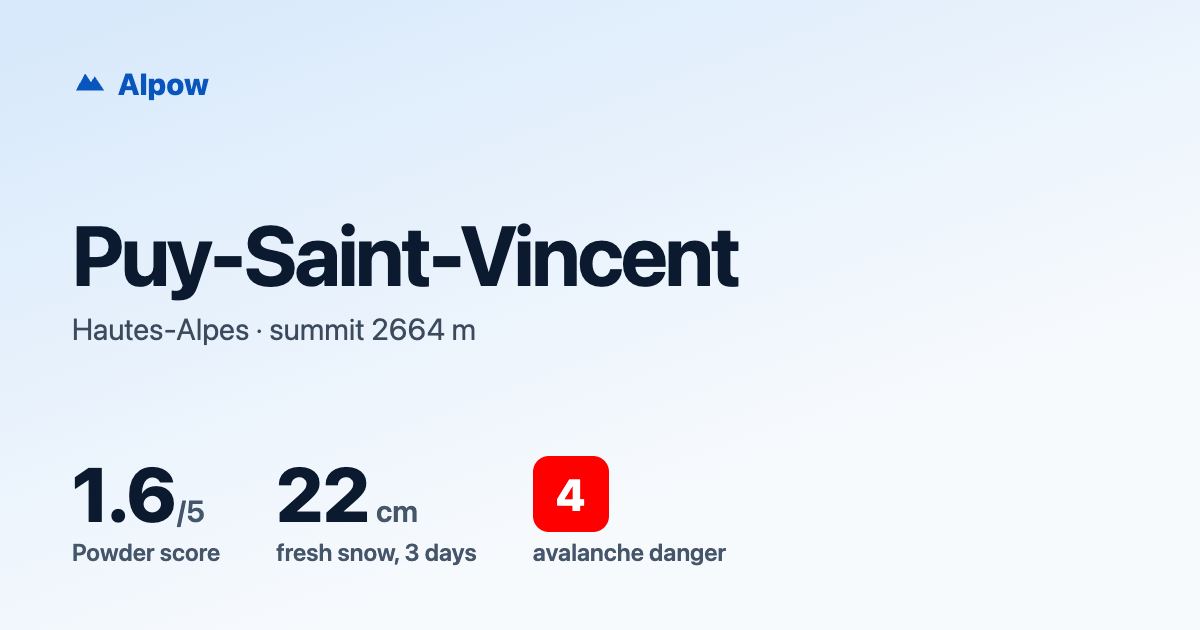 Alpow
Puy-Saint-Vincent
Hautes-Alpes · summit 2664 m
1.6/5
Powder score
22 cm
fresh snow, 3 days
4
avalanche danger